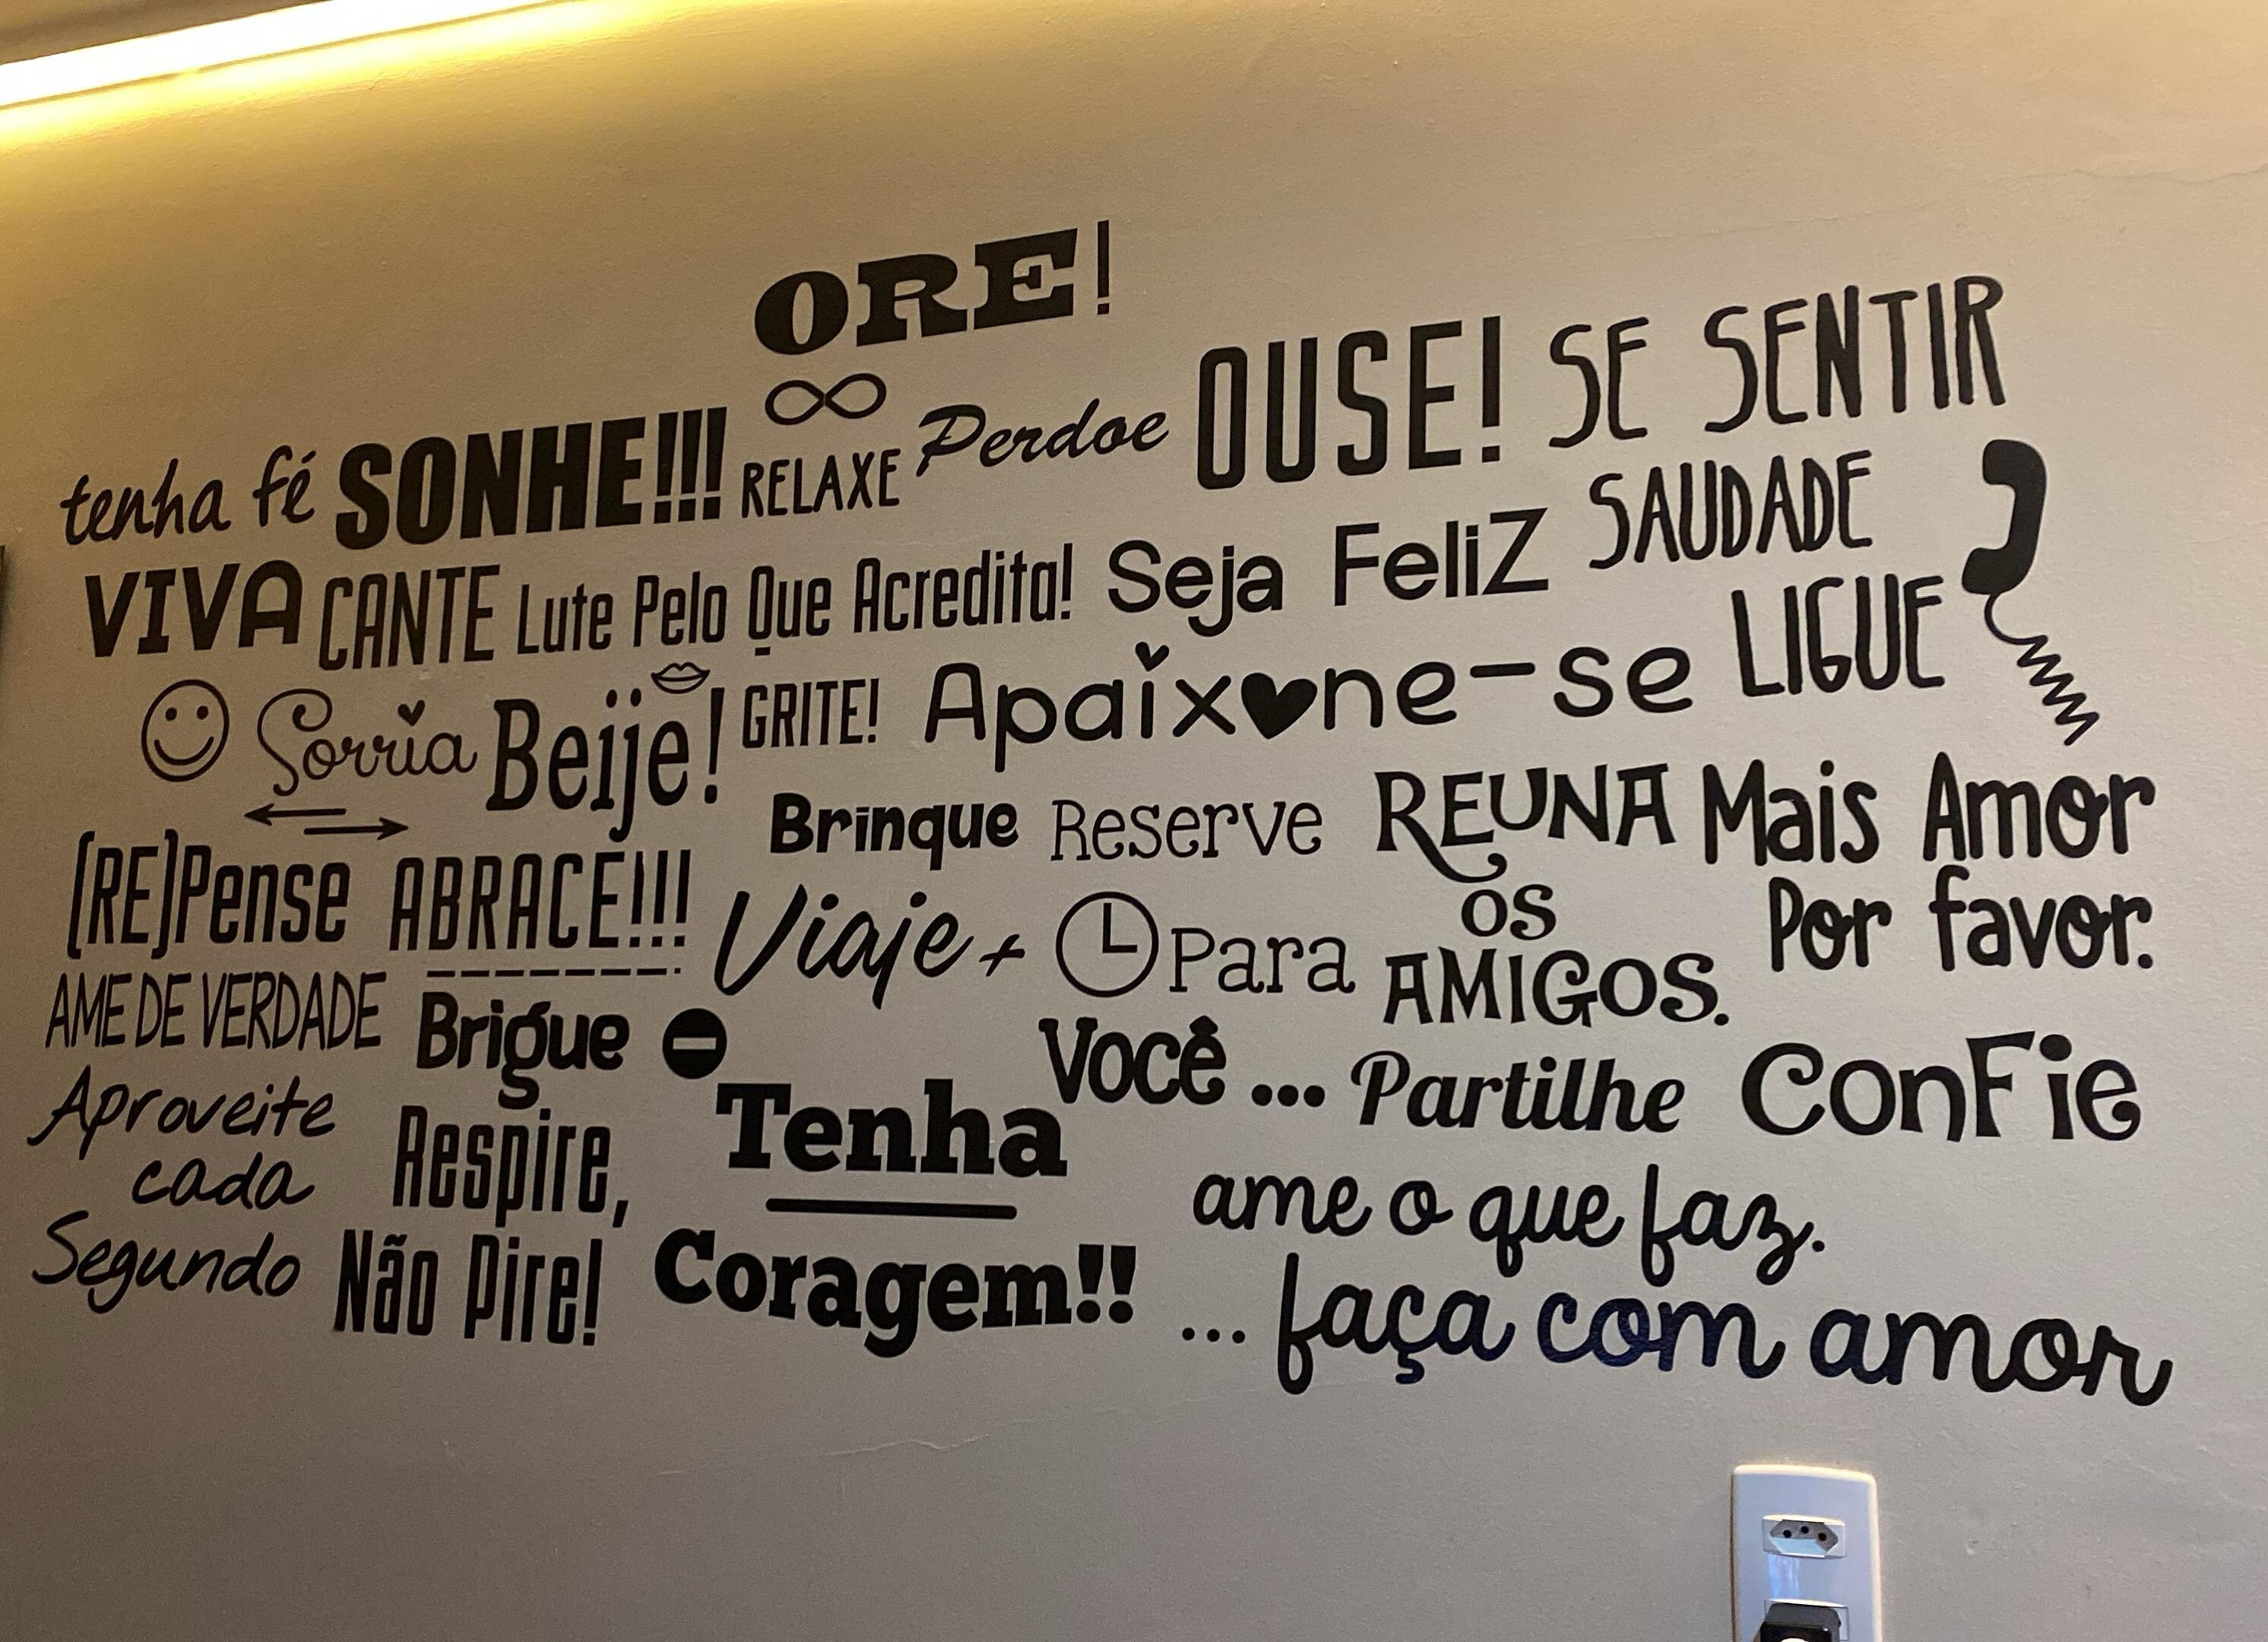 ORE!
tenha fé SONHE!!! RELAXE Perdoe OUSE! SE SENTIR
VIVA CANTE Lute Pelo Que Acredita! Seja FeliZ SAUDADE
Sorria Beije! GRITE! Apaix♥ne-se LIGUE
(RE)Pense ABRACE!!! Brinque Reserve REUNA Mais Amor
Viaje + Para OS Por favor.
AMIGOS.
AME DE VERDADE Brigue Você ... Partilhe ConFie
Aproveite Respire, Tenha ame o que faz.
cada
Segundo Não Pire! Coragem!! ... faça com amor